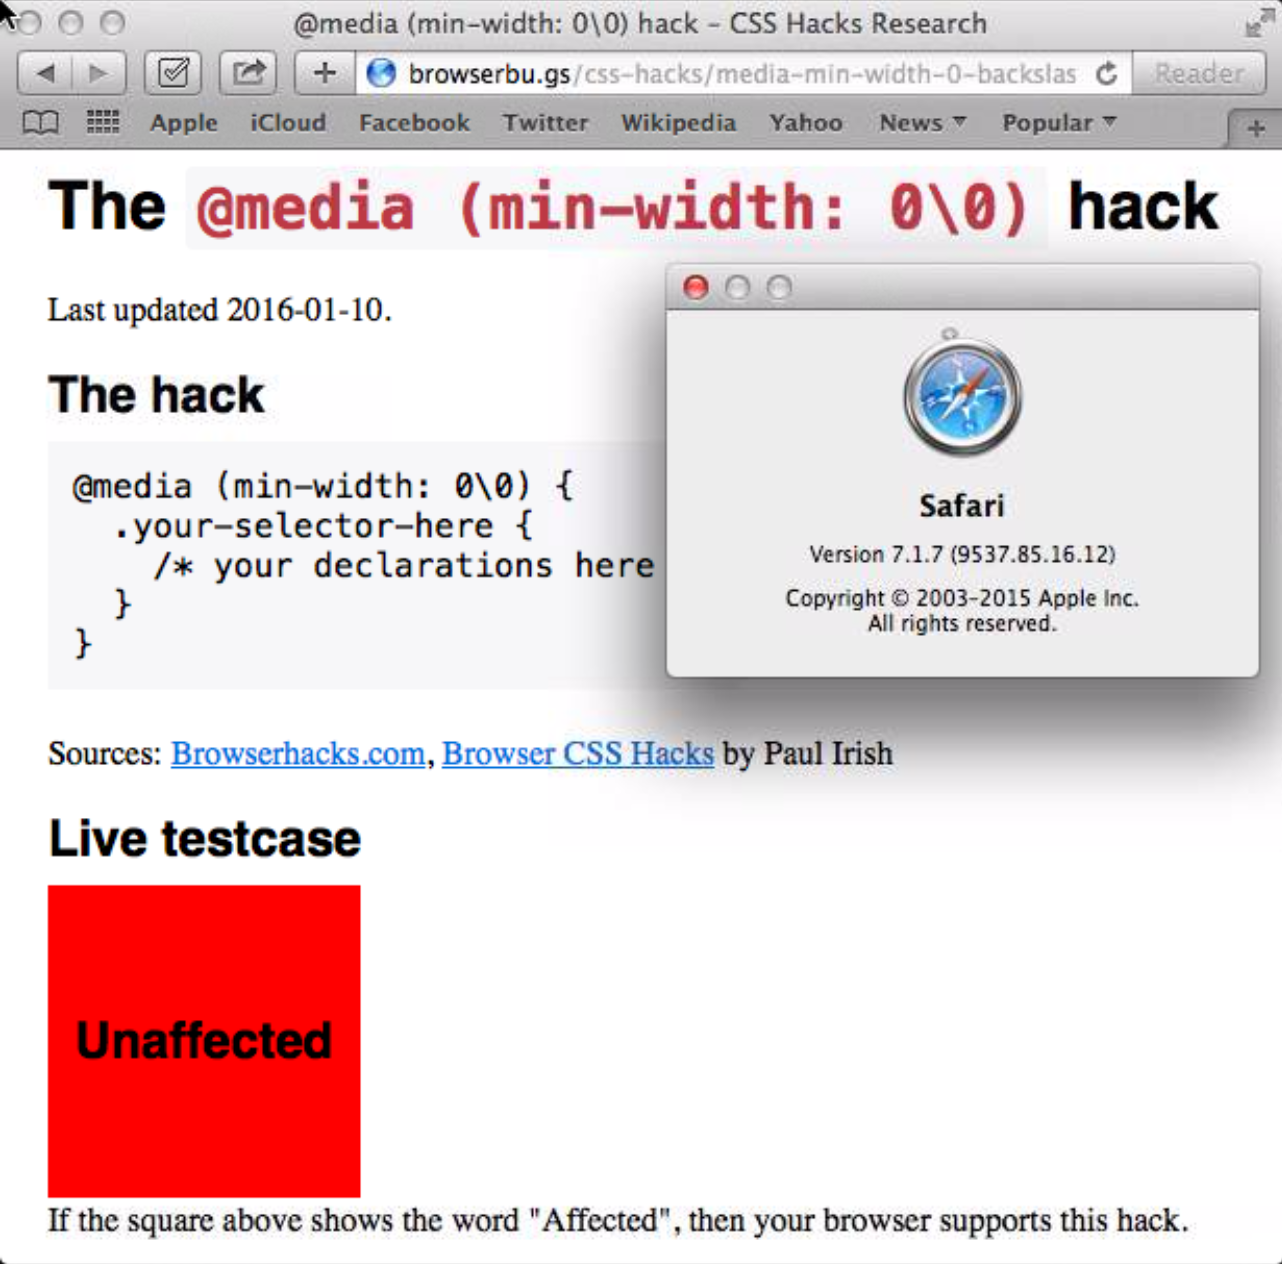 @media (min-width: 0\0) hack – CSS Hacks Research
browserbu.gs/css-hacks/media-min-width-0-backslas
Reader
Apple iCloud Facebook Twitter Wikipedia Yahoo News Popular
The @media (min-width: 0\0) hack
Last updated 2016-01-10.
The hack
@media (min-width: 0\0) {
.your-selector-here {
/* your declarations here
}
}
Safari
Version 7.1.7 (9537.85.16.12)
Copyright © 2003-2015 Apple Inc.
All rights reserved.
Sources: Browserhacks.com, Browser CSS Hacks by Paul Irish
Live testcase
Unaffected
If the square above shows the word "Affected", then your browser supports this hack.